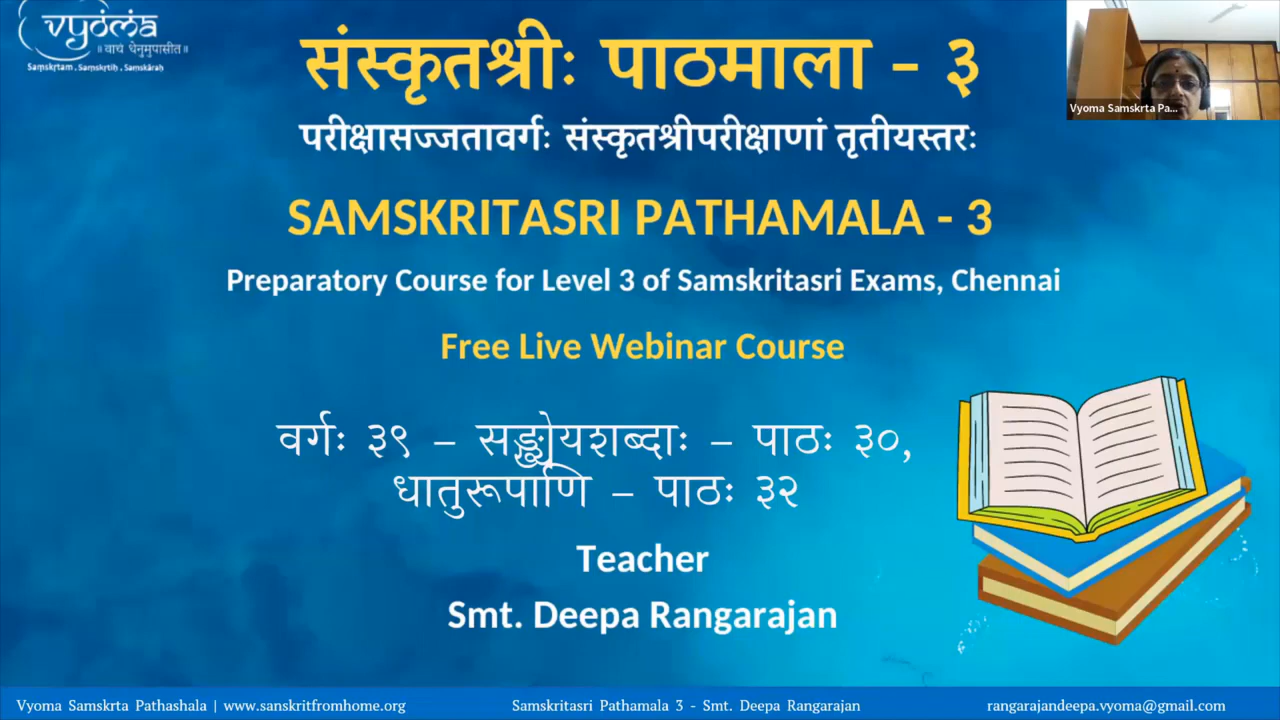 vyoma
॥ वाचं धेनुमुपासीत॥
Saṃskṛtam . Saṃskṛtiḥ . Saṃskāraḥ
Vyoma Samskrta Pa...
संस्कृतश्रीः पाठमाला – ३
परीक्षासज्जतावर्गः संस्कृतश्रीपरीक्षाणां तृतीयस्तरः
SAMSKRITASRI PATHAMALA - 3
Preparatory Course for Level 3 of Samskritasri Exams, Chennai
Free Live Webinar Course
वर्गः ३९ – सङ्ख्येयशब्दाः – पाठः ३०,
धातुरूपाणि – पाठः ३२
Teacher
Smt. Deepa Rangarajan
Vyoma Samskrta Pathashala | www.sanskritfromhome.org
Samskritasri Pathamala 3 - Smt. Deepa Rangarajan
rangarajandeepa.vyoma@gmail.com